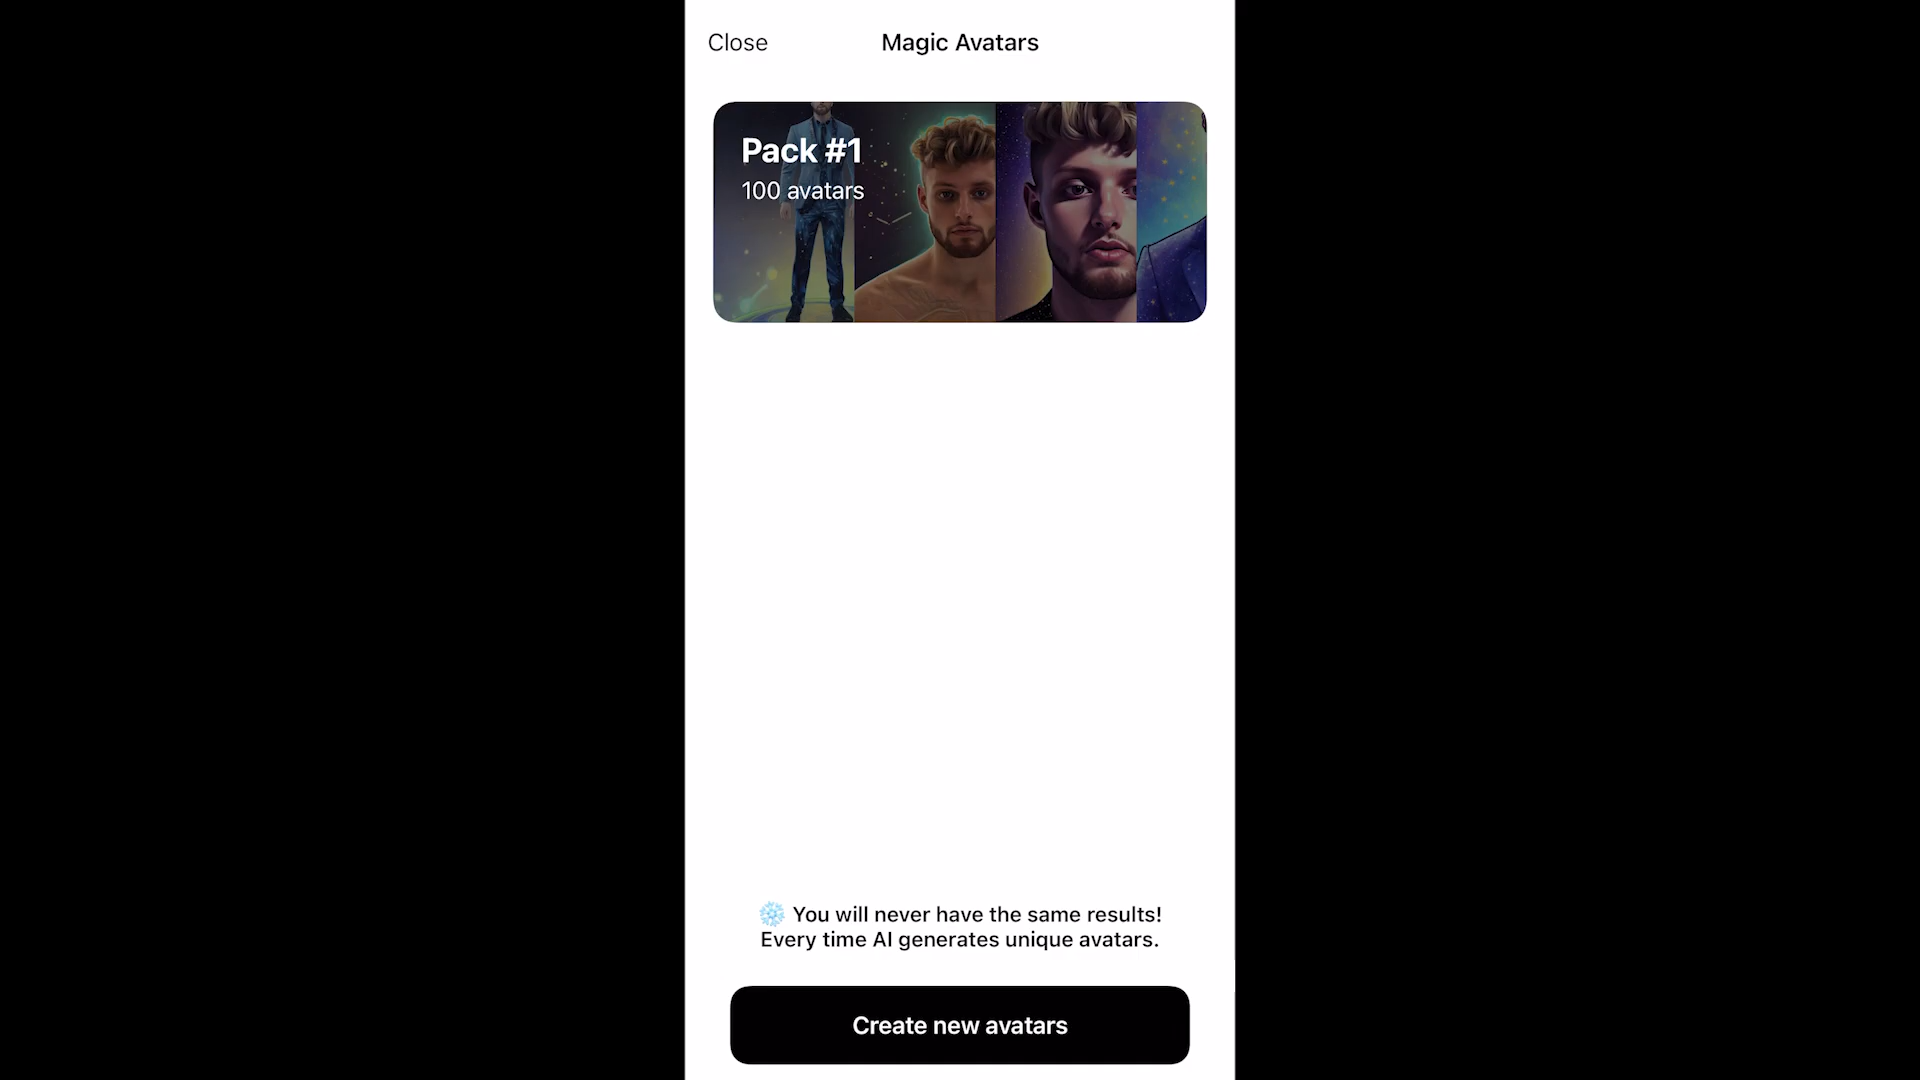 Close
Magic Avatars
Pack #1
100 avatars
You will never have the same results!
Every time AI generates unique avatars.
Create new avatars